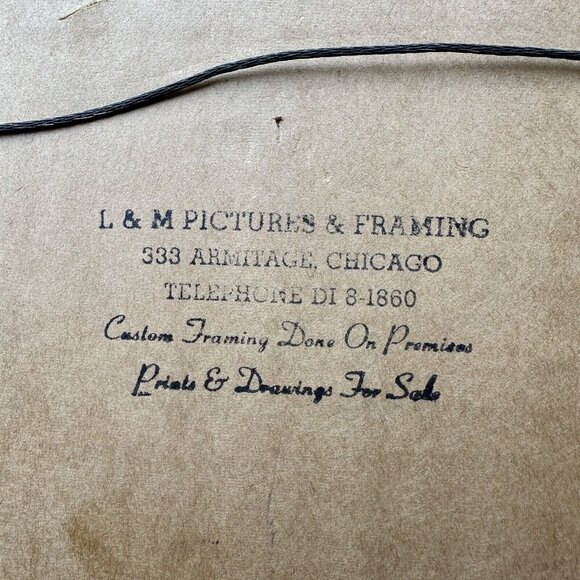 L & M PICTURES & FRAMING
333 ARMITAGE, CHICAGO
TELEPHONE DI 8-1860
Custom Framing Done On Premises
Prints & Drawings For Sale